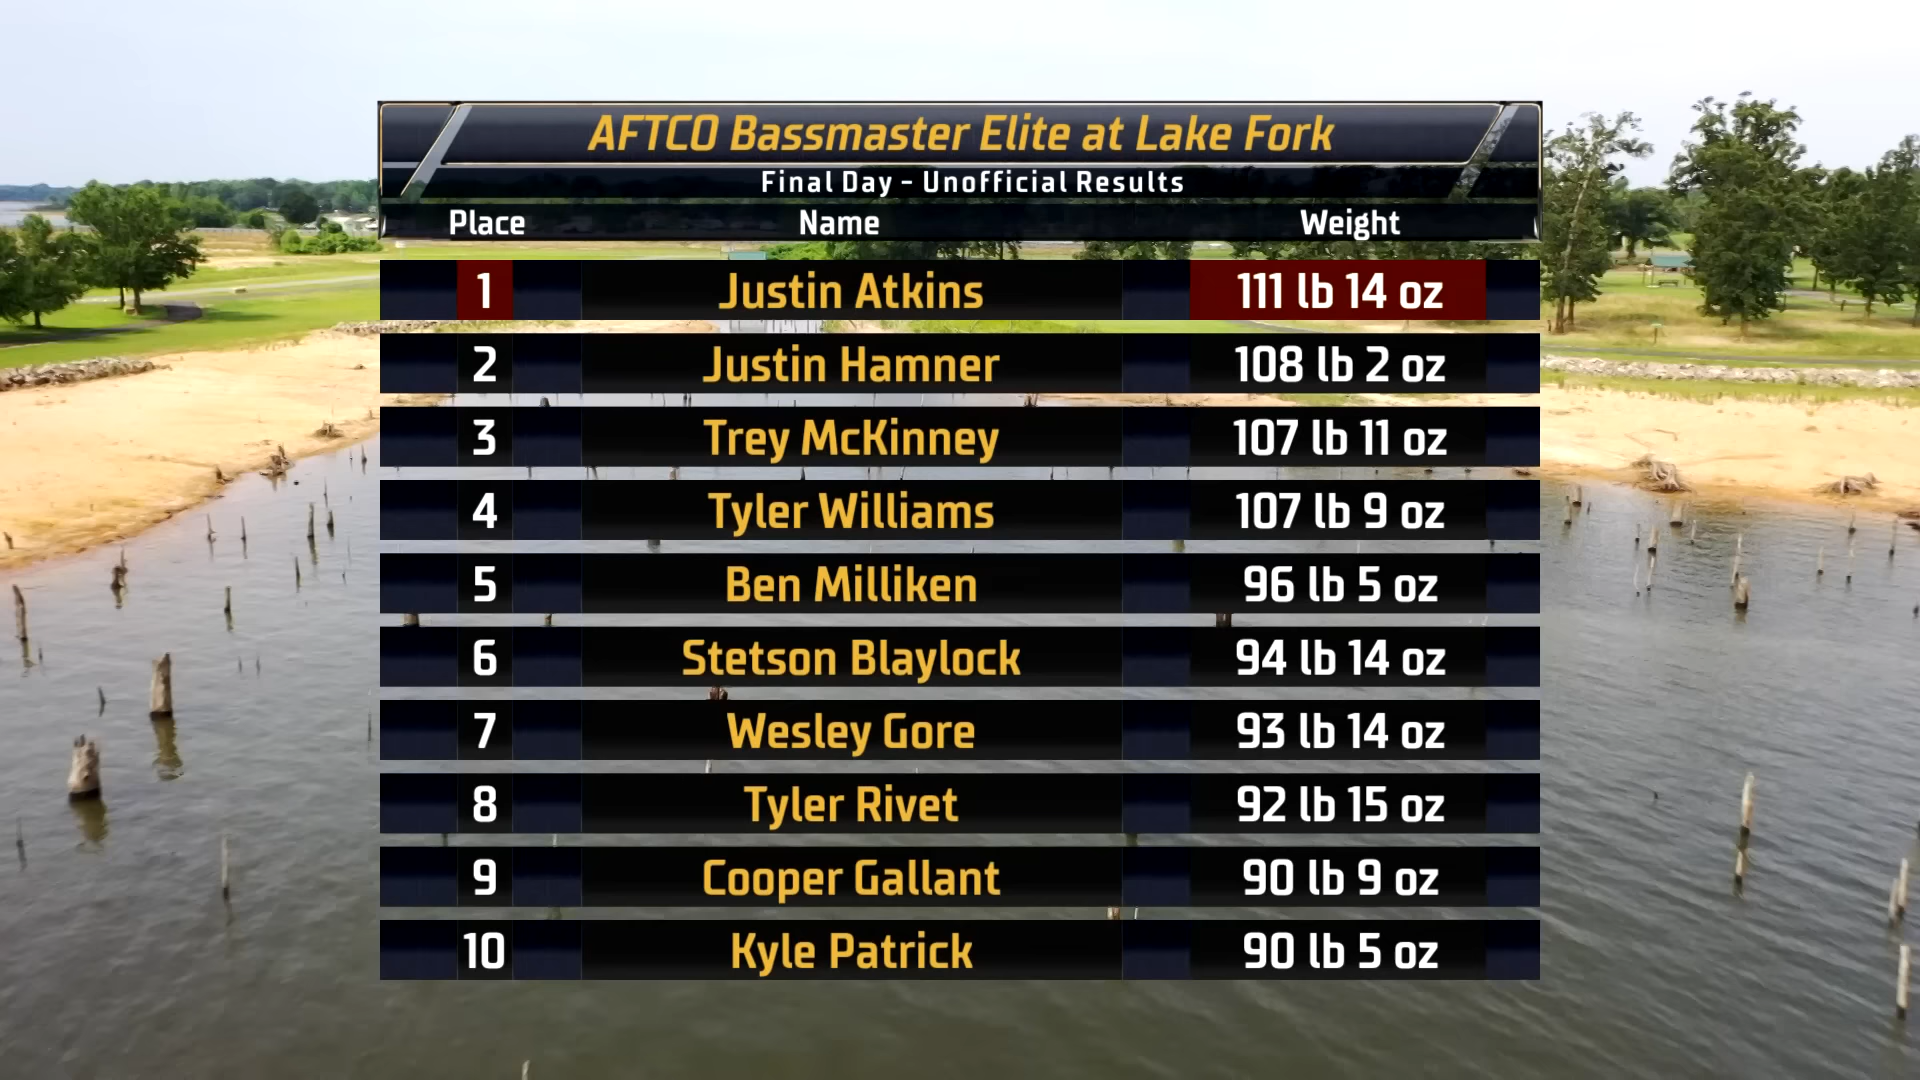 AFTCO Bassmaster Elite at Lake Fork
Final Day - Unofficial Results
Place Name Weight
1 Justin Atkins 111 lb 14 oz
2 Justin Hamner 108 lb 2 oz
3 Trey McKinney 107 lb 11 oz
4 Tyler Williams 107 lb 9 oz
5 Ben Milliken 96 lb 5 oz
6 Stetson Blaylock 94 lb 14 oz
7 Wesley Gore 93 lb 14 oz
8 Tyler Rivet 92 lb 15 oz
9 Cooper Gallant 90 lb 9 oz
10 Kyle Patrick 90 lb 5 oz